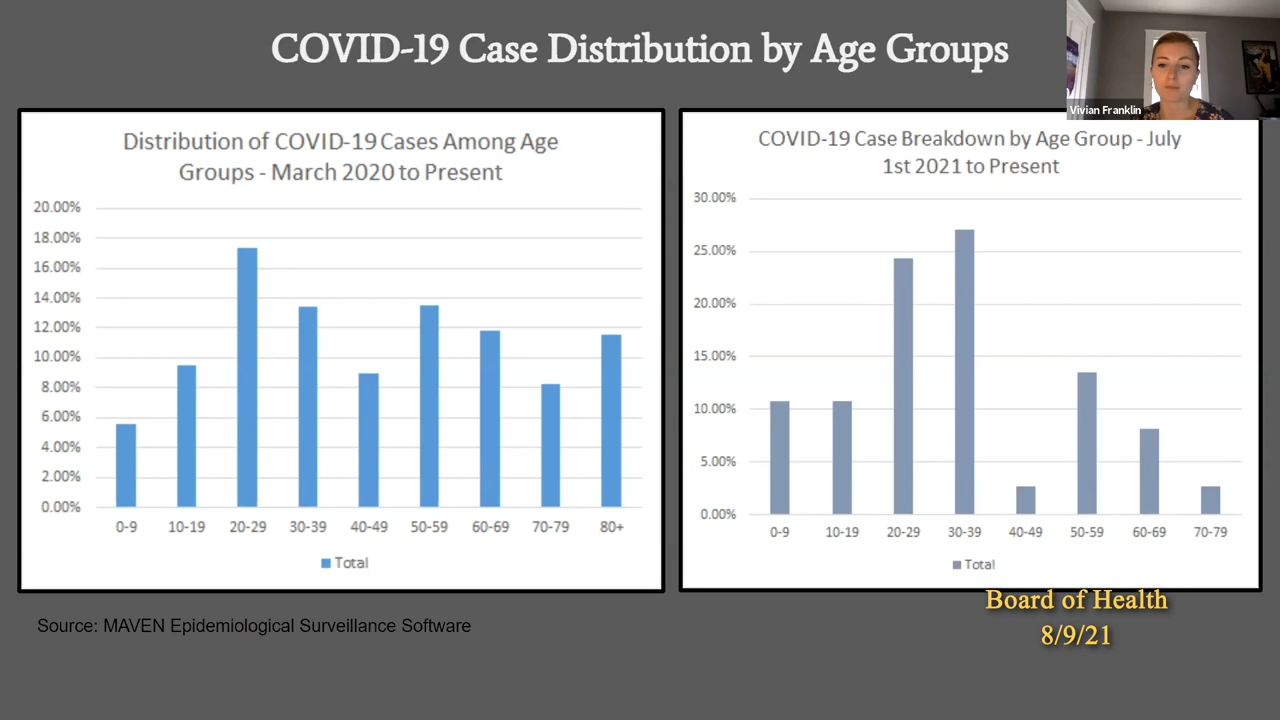 COVID-19 Case Distribution by Age Groups
Vivian Franklin
Distribution of COVID-19 Cases Among Age
Groups - March 2020 to Present
20.00%
18.00%
16.00%
14.00%
12.00%
10.00%
8.00%
6.00%
4.00%
2.00%
0.00%
0-9 10-19 20-29 30-39 40-49 50-59 60-69 70-79 80+
Total
COVID-19 Case Breakdown by Age Group - July
1st 2021 to Present
30.00%
25.00%
20.00%
15.00%
10.00%
5.00%
0.00%
0-9 10-19 20-29 30-39 40-49 50-59 60-69 70-79
Total
Board of Health
8/9/21
Source: MAVEN Epidemiological Surveillance Software